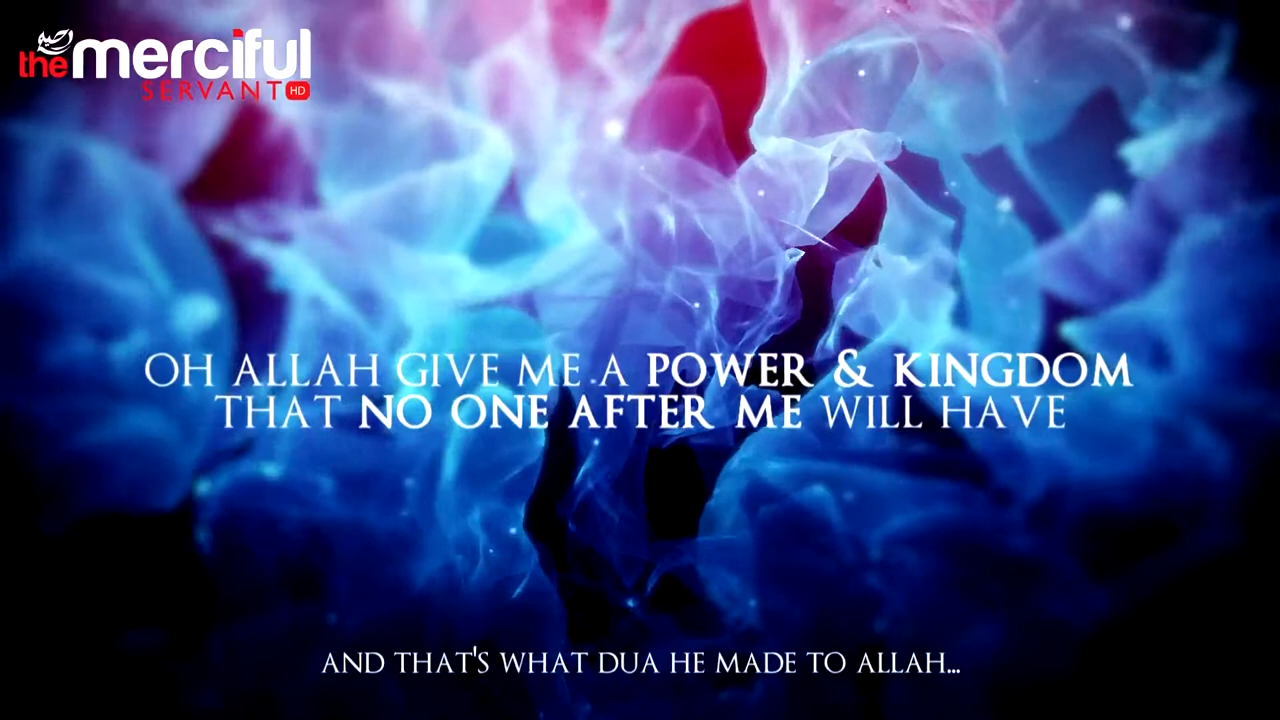 the merciful
SERVANT HD
OH ALLAH GIVE ME A POWER & KINGDOM
THAT NO ONE AFTER ME WILL HAVE
AND THAT'S WHAT DUA HE MADE TO ALLAH...